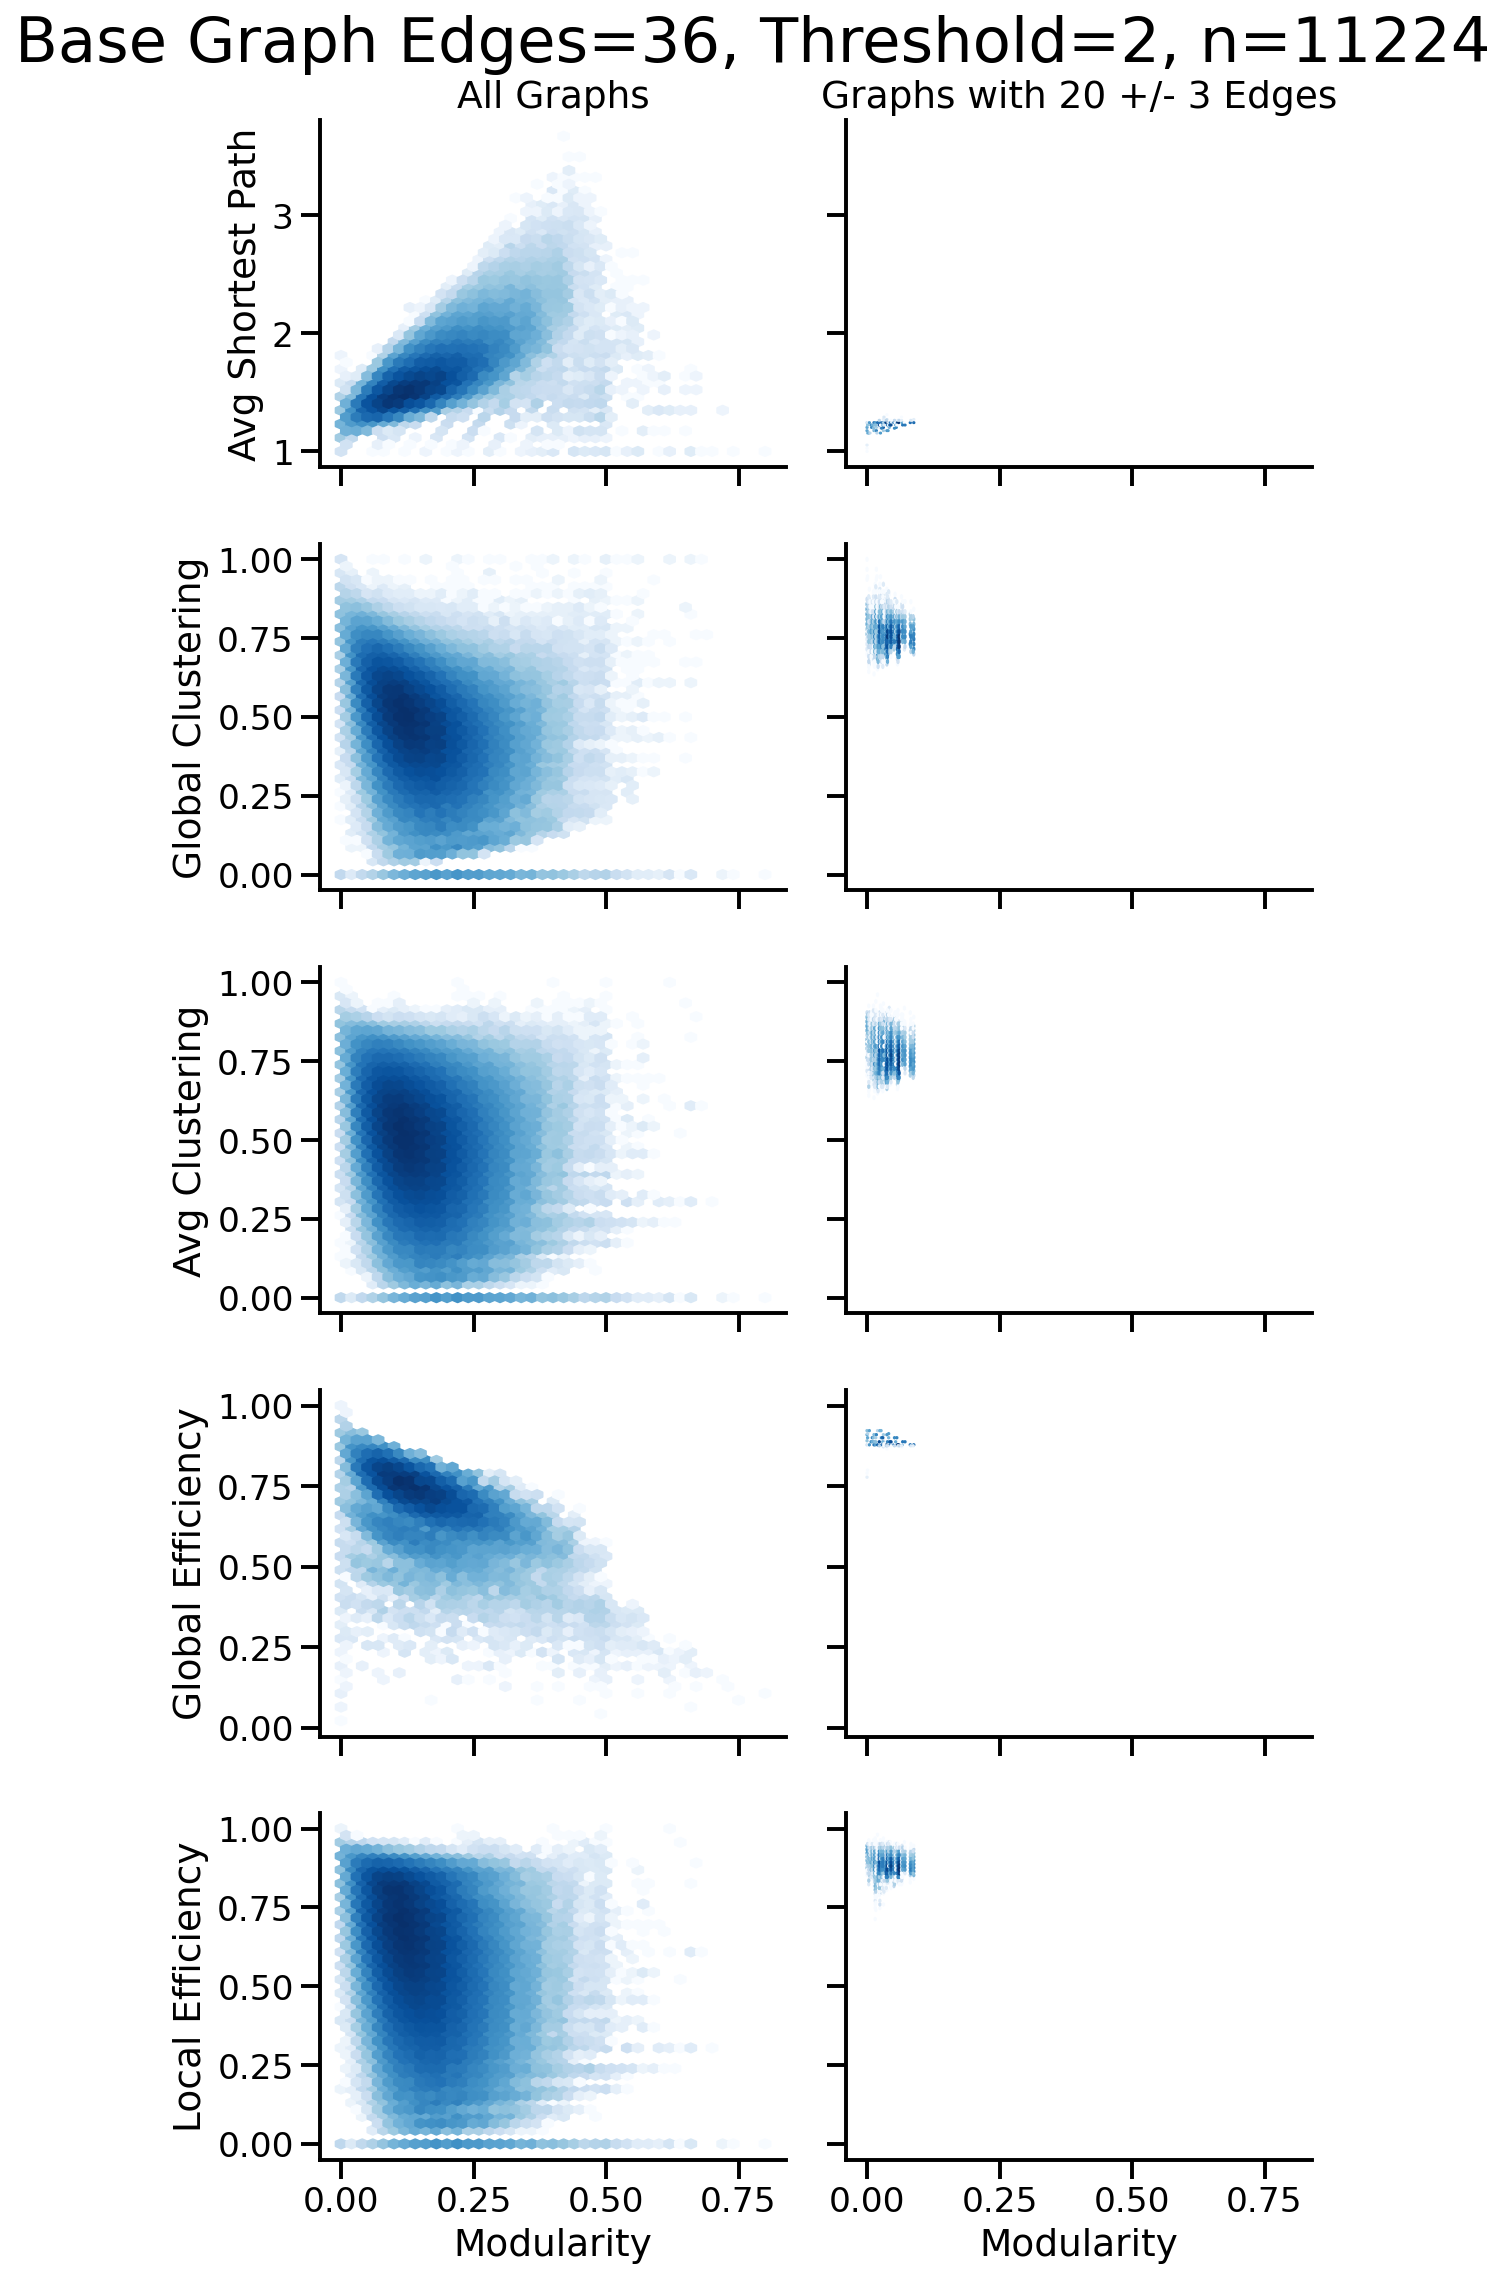 Base Graph Edges=36, Threshold=2, n=11224
All Graphs
Graphs with 20 +/- 3 Edges
Avg Shortest Path
3
2
1
Global Clustering
1.00
0.75
0.50
0.25
0.00
Avg Clustering
1.00
0.75
0.50
0.25
0.00
Global Efficiency
1.00
0.75
0.50
0.25
0.00
Local Efficiency
1.00
0.75
0.50
0.25
0.00
0.00 0.25 0.50 0.75
Modularity
0.00 0.25 0.50 0.75
Modularity